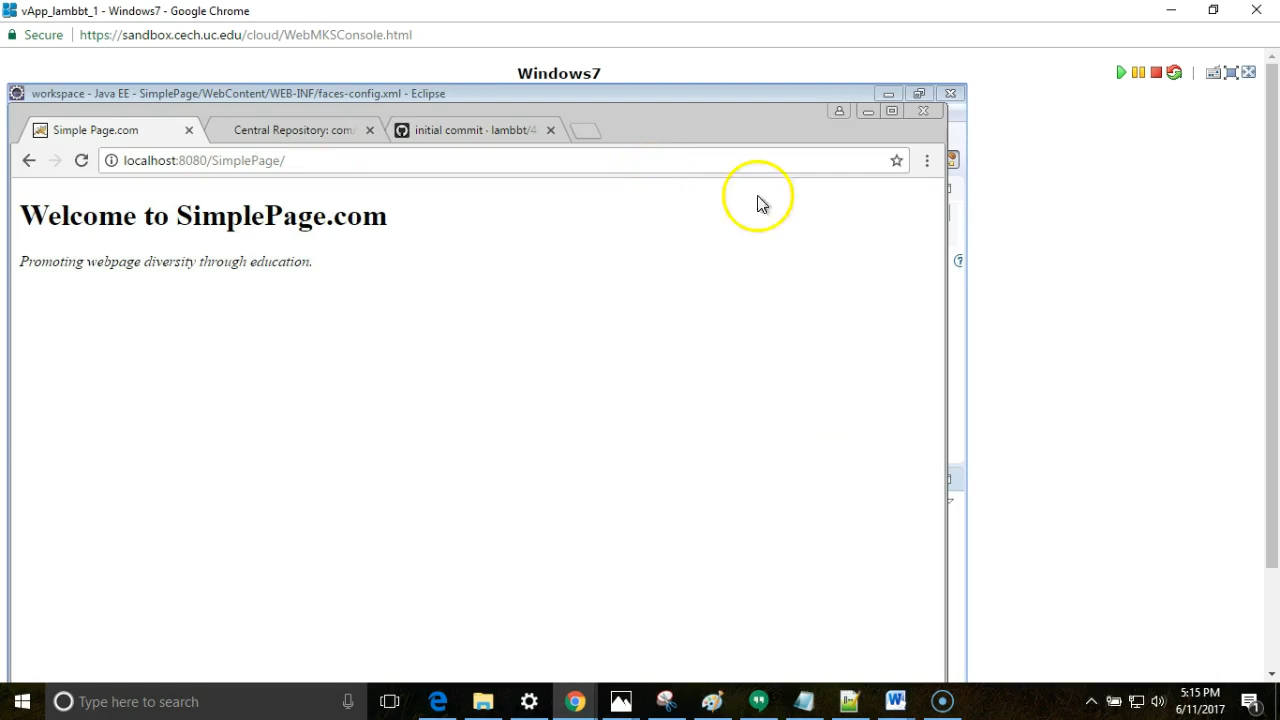 vApp_lambbt_1 - Windows7 - Google Chrome
Secure | https://sandbox.cech.uc.edu/cloud/WebMKSConsole.html
Windows7
workspace - Java EE - SimplePage/WebContent/WEB-INF/faces-config.xml - Eclipse
Simple Page.com
Central Repository: com/
initial commit · lambbt/4
localhost:8080/SimplePage/
Welcome to SimplePage.com
Promoting webpage diversity through education.
Type here to search
5:15 PM
6/11/2017
1